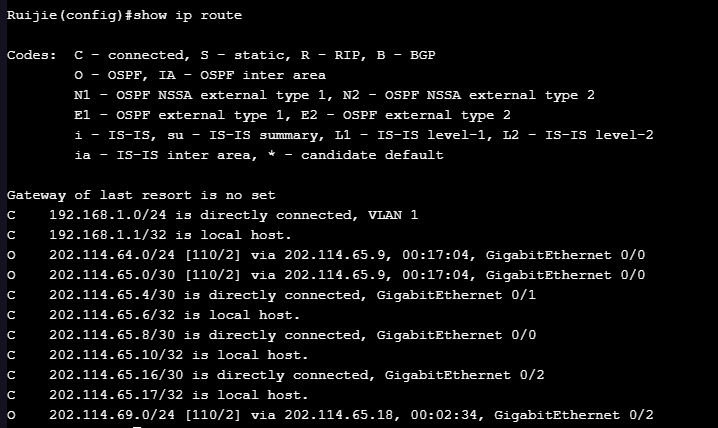 Ruijie(config)#show ip route
Codes:  C - connected, S - static, R - RIP, B - BGP
O - OSPF, IA - OSPF inter area
N1 - OSPF NSSA external type 1, N2 - OSPF NSSA external type 2
E1 - OSPF external type 1, E2 - OSPF external type 2
i - IS-IS, su - IS-IS summary, L1 - IS-IS level-1, L2 - IS-IS level-2
ia - IS-IS inter area, * - candidate default
Gateway of last resort is no set
C    192.168.1.0/24 is directly connected, VLAN 1
C    192.168.1.1/32 is local host.
O    202.114.64.0/24 [110/2] via 202.114.65.9, 00:17:04, GigabitEthernet 0/0
O    202.114.65.0/30 [110/2] via 202.114.65.9, 00:17:04, GigabitEthernet 0/0
C    202.114.65.4/30 is directly connected, GigabitEthernet 0/1
C    202.114.65.6/32 is local host.
C    202.114.65.8/30 is directly connected, GigabitEthernet 0/0
C    202.114.65.10/32 is local host.
C    202.114.65.16/30 is directly connected, GigabitEthernet 0/2
C    202.114.65.17/32 is local host.
O    202.114.69.0/24 [110/2] via 202.114.65.18, 00:02:34, GigabitEthernet 0/2